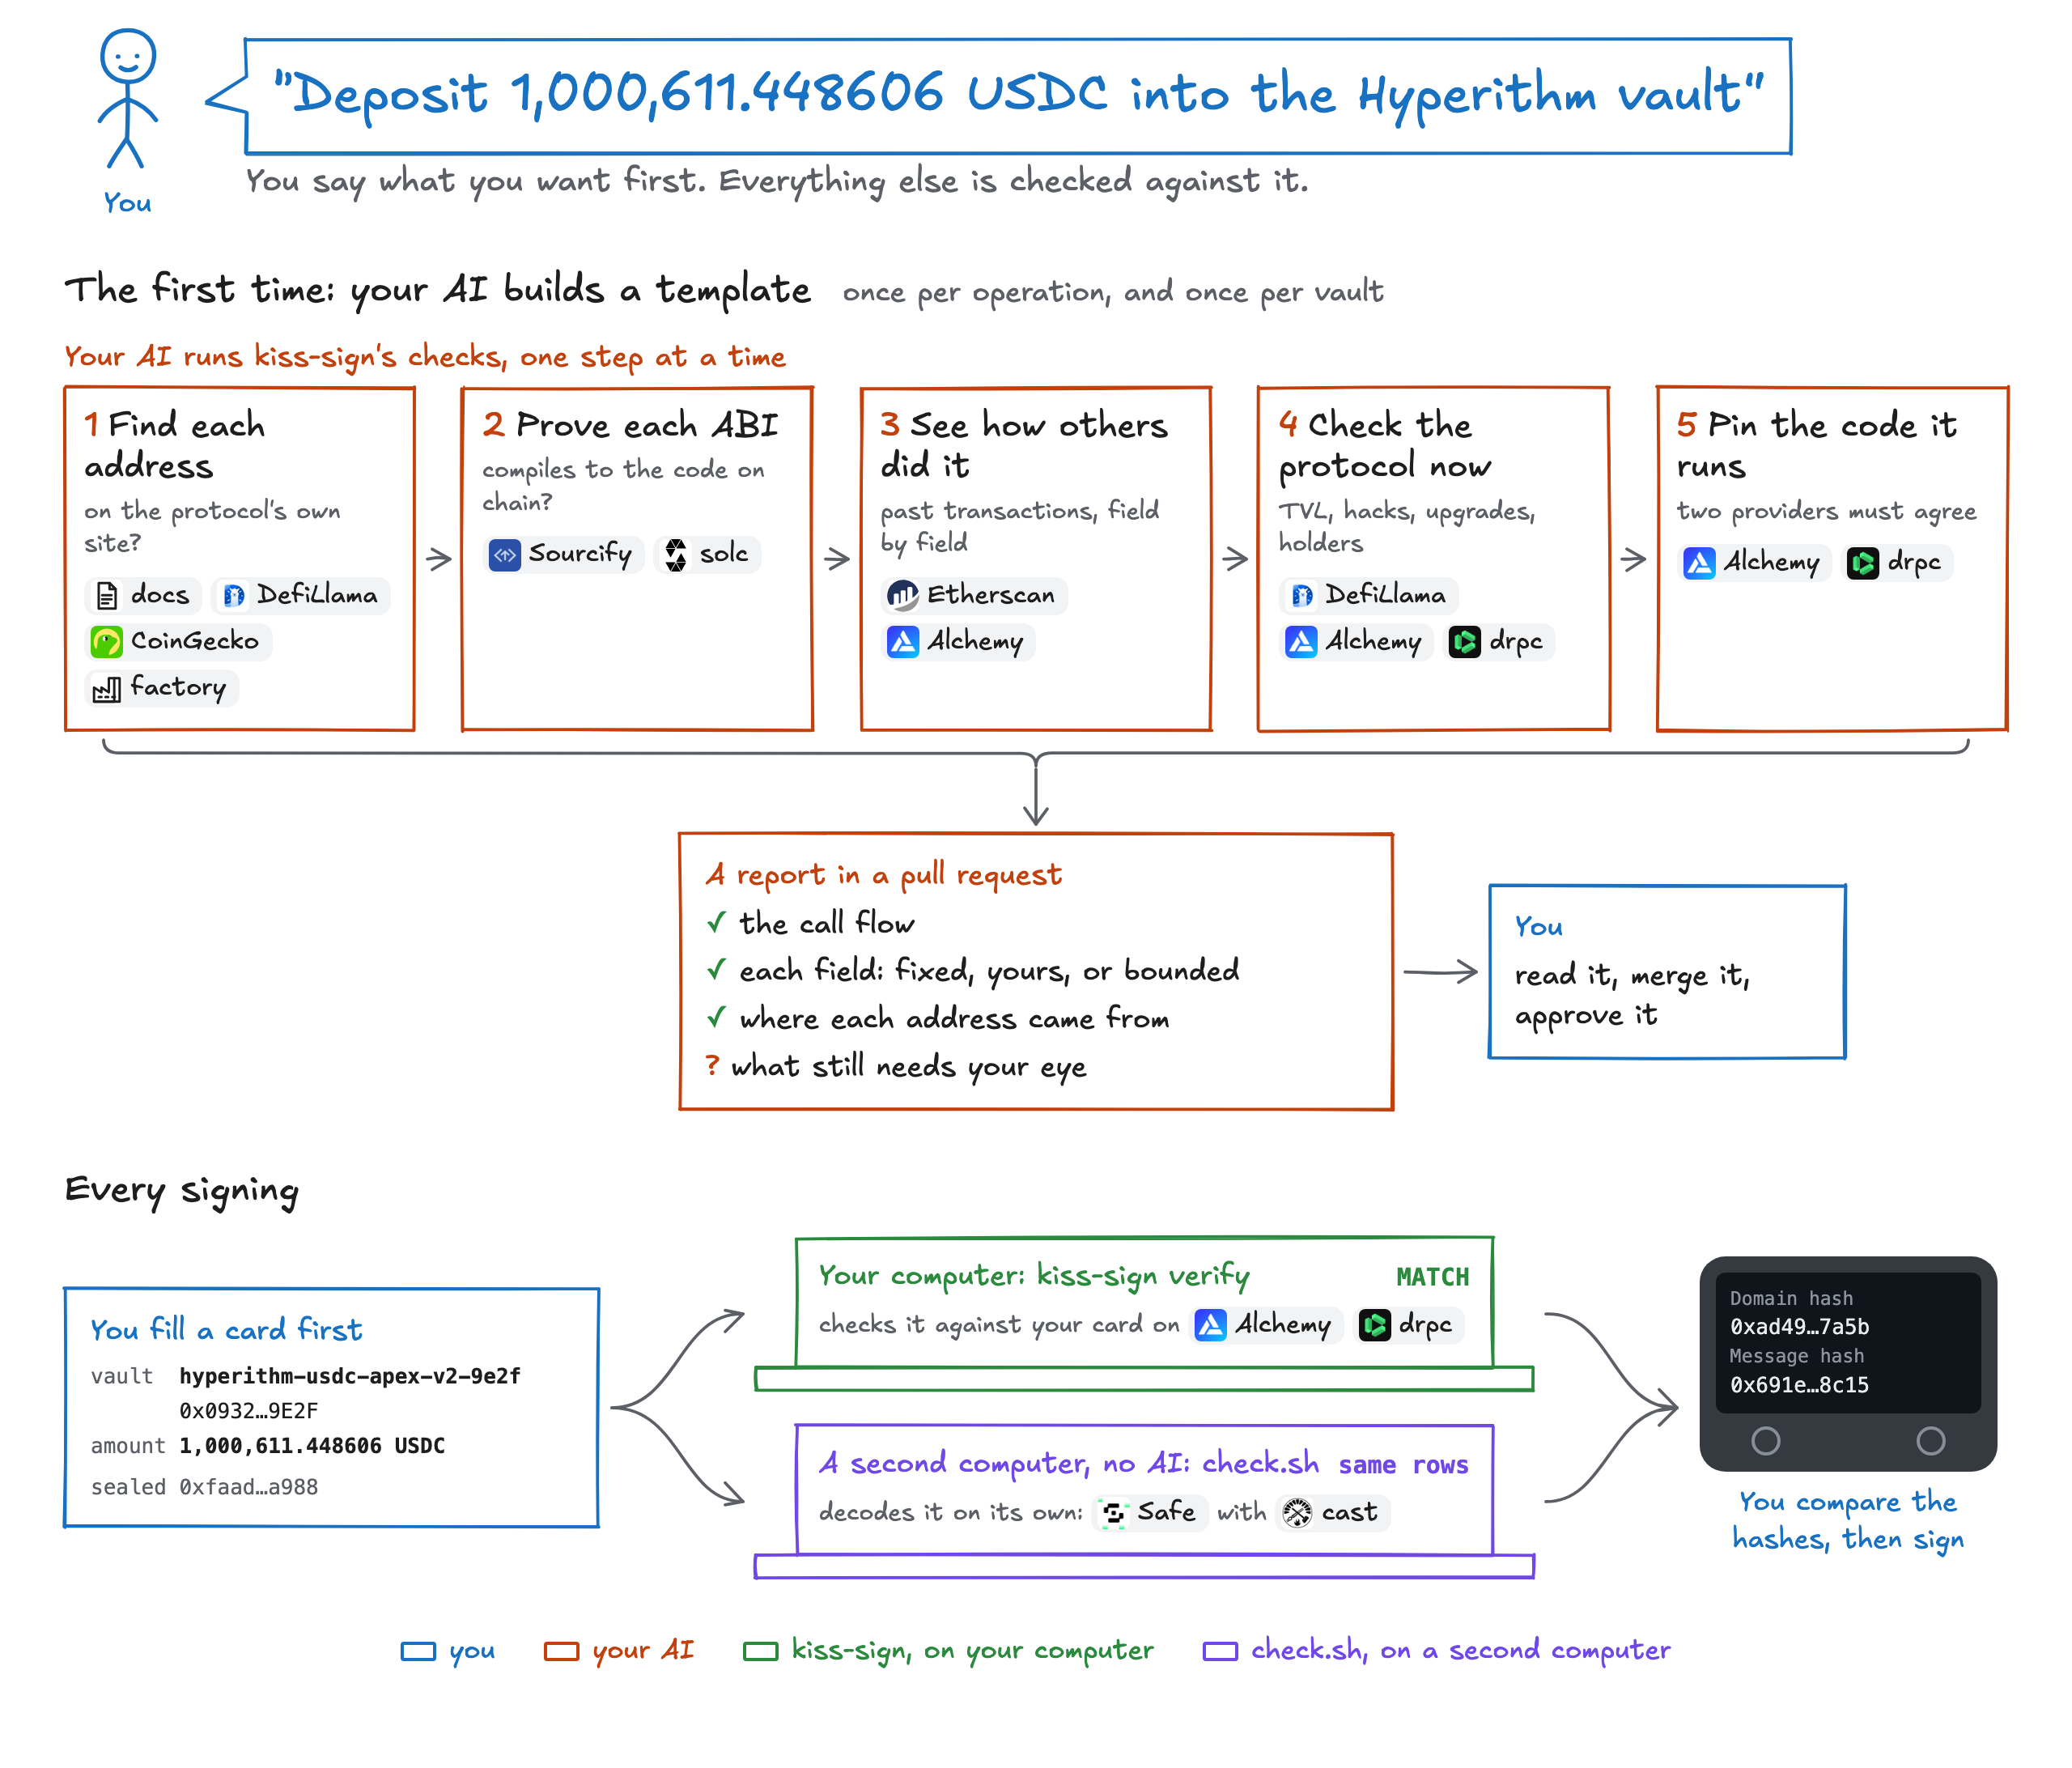 "Deposit 1,000,611.448606 USDC into the Hyperithm vault"
You say what you want first. Everything else is checked against it.
You
The first time: your AI builds a template once per operation, and once per vault
Your AI runs kiss-sign's checks, one step at a time
1 Find each
address
on the protocol's own
site?
docs DefiLlama
CoinGecko
factory
2 Prove each ABI
compiles to the code on
chain?
Sourcify solc
3 See how others
did it
past transactions, field
by field
Etherscan
Alchemy
4 Check the
protocol now
TVL, hacks, upgrades,
holders
DefiLlama
Alchemy drpc
5 Pin the code it
runs
two providers must agree
Alchemy drpc
A report in a pull request
✓ the call flow
✓ each field: fixed, yours, or bounded
✓ where each address came from
? what still needs your eye
You
read it, merge it,
approve it
Every signing
You fill a card first
vault hyperithm-usdc-apex-v2-9e2f
0x0932…9E2F
amount 1,000,611.448606 USDC
sealed 0xfaad…a988
Your computer: kiss-sign verify MATCH
checks it against your card on Alchemy drpc
A second computer, no AI: check.sh same rows
decodes it on its own: Safe with cast
Domain hash
0xad49…7a5b
Message hash
0x691e…8c15
You compare the
hashes, then sign
you your AI kiss-sign, on your computer check.sh, on a second computer